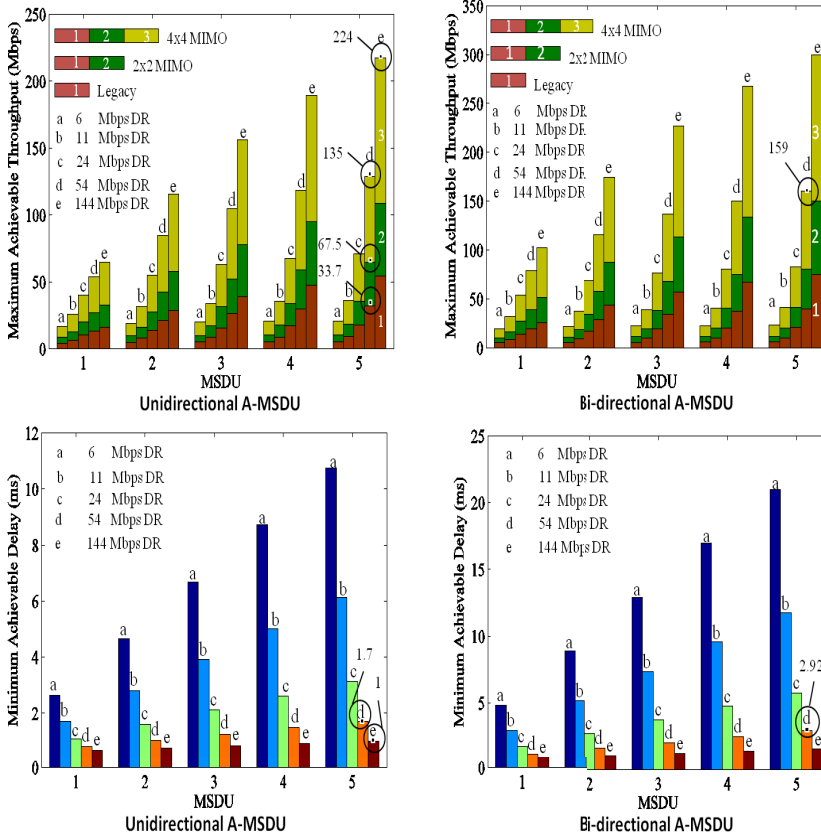 Maximum Achievable Throughput (Mbps)
250
200
150
100
50
0
1 2 3 4x4 MIMO
1 2 2x2 MIMO
1 Legacy
a 6 Mbps DR
b 11 Mbps DR
c 24 Mbps DR
d 54 Mbps DR
e 144 Mbps DR
a b c d e
a b c d e
a b c d e
a b c d e
a b c d e
224
135
67.5
33.7
3
2
1
1 2 3 4 5
MSDU
Unidirectional A-MSDU
Maximum Achievable Throughput (Mbps)
350
300
250
200
150
100
50
0
1 2 3 4x4 MIMO
1 2 2x2 MIMO
1 Legacy
a 6 Mbps DR
b 11 Mbps DE
c 24 Mbps DR
d 54 Mbps DE
e 144 Mbps DR
a b c d e
a b c d e
a b c d e
a b c d e
a b c d e
159
3
2
1
1 2 3 4 5
MSDU
Bi-directional A-MSDU
Minimum Achievable Delay (ms)
12
10
8
6
4
2
0
a 6 Mbps DR
b 11 Mbps DR
c 24 Mbps DR
d 54 Mbps DR
e 144 Mbps DR
a b c d e
a b c d e
a b c d e
a b c d e
a b c d e
1.7
1
1 2 3 4 5
MSDU
Unidirectional A-MSDU
Minimum Achievable Delay (ms)
25
20
15
10
5
0
a 6 Mbps DR
b 11 Mbps DR
c 24 Mbps DR
d 54 Mbps DR
e 144 Mbps DR
a b c d e
a b c d e
a b c d e
a b c d e
a b c d e
2.92
1 2 3 4 5
MSDU
Bi-directional A-MSDU